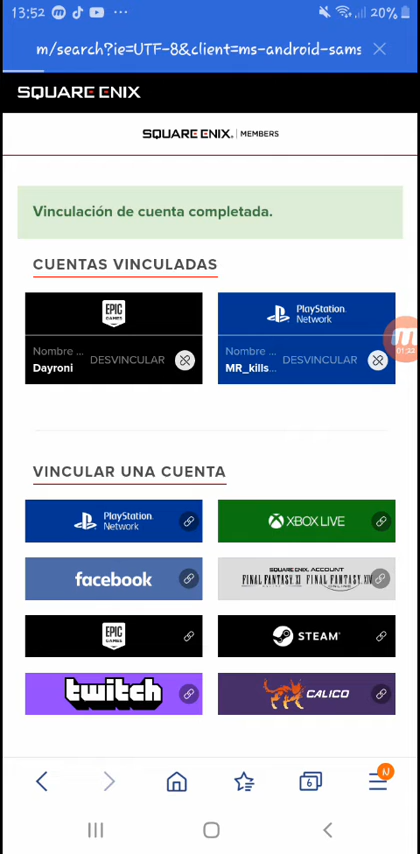 13:52
20%
m/search?ie=UTF-8&client=ms-android-sams
SQUARE ENIX
SQUARE ENIX. | MEMBERS
Vinculación de cuenta completada.
CUENTAS VINCULADAS
EPIC GAMES
PlayStation Network
Nombre ... DESVINCULAR
Dayroni
Nombre ... DESVINCULAR
MR_kills...
01:22
VINCULAR UNA CUENTA
PlayStation Network
XBOX LIVE
facebook
SQUARE ENIX ACCOUNT
FINAL FANTASY XI FINAL FANTASY XIV
EPIC GAMES
STEAM
twitch
CALICO
6
N